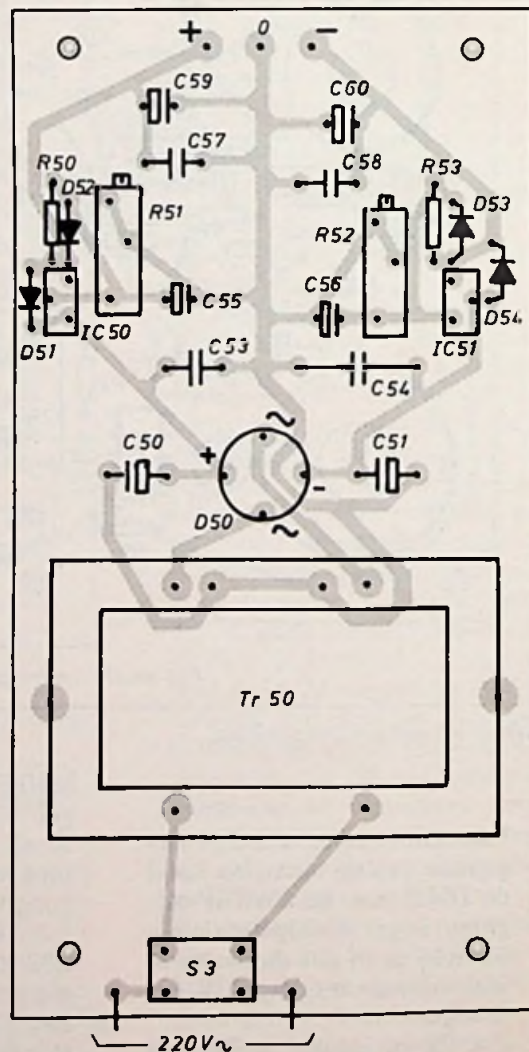 + 0 -
C59
C60
C57
C58
R50
D52
R51
R53
D53
R52
C55
C56
D51
IC50
D54
IC51
C53
C54
C50
C51
+ ~ -
D50
~
Tr 50
S3
220V~